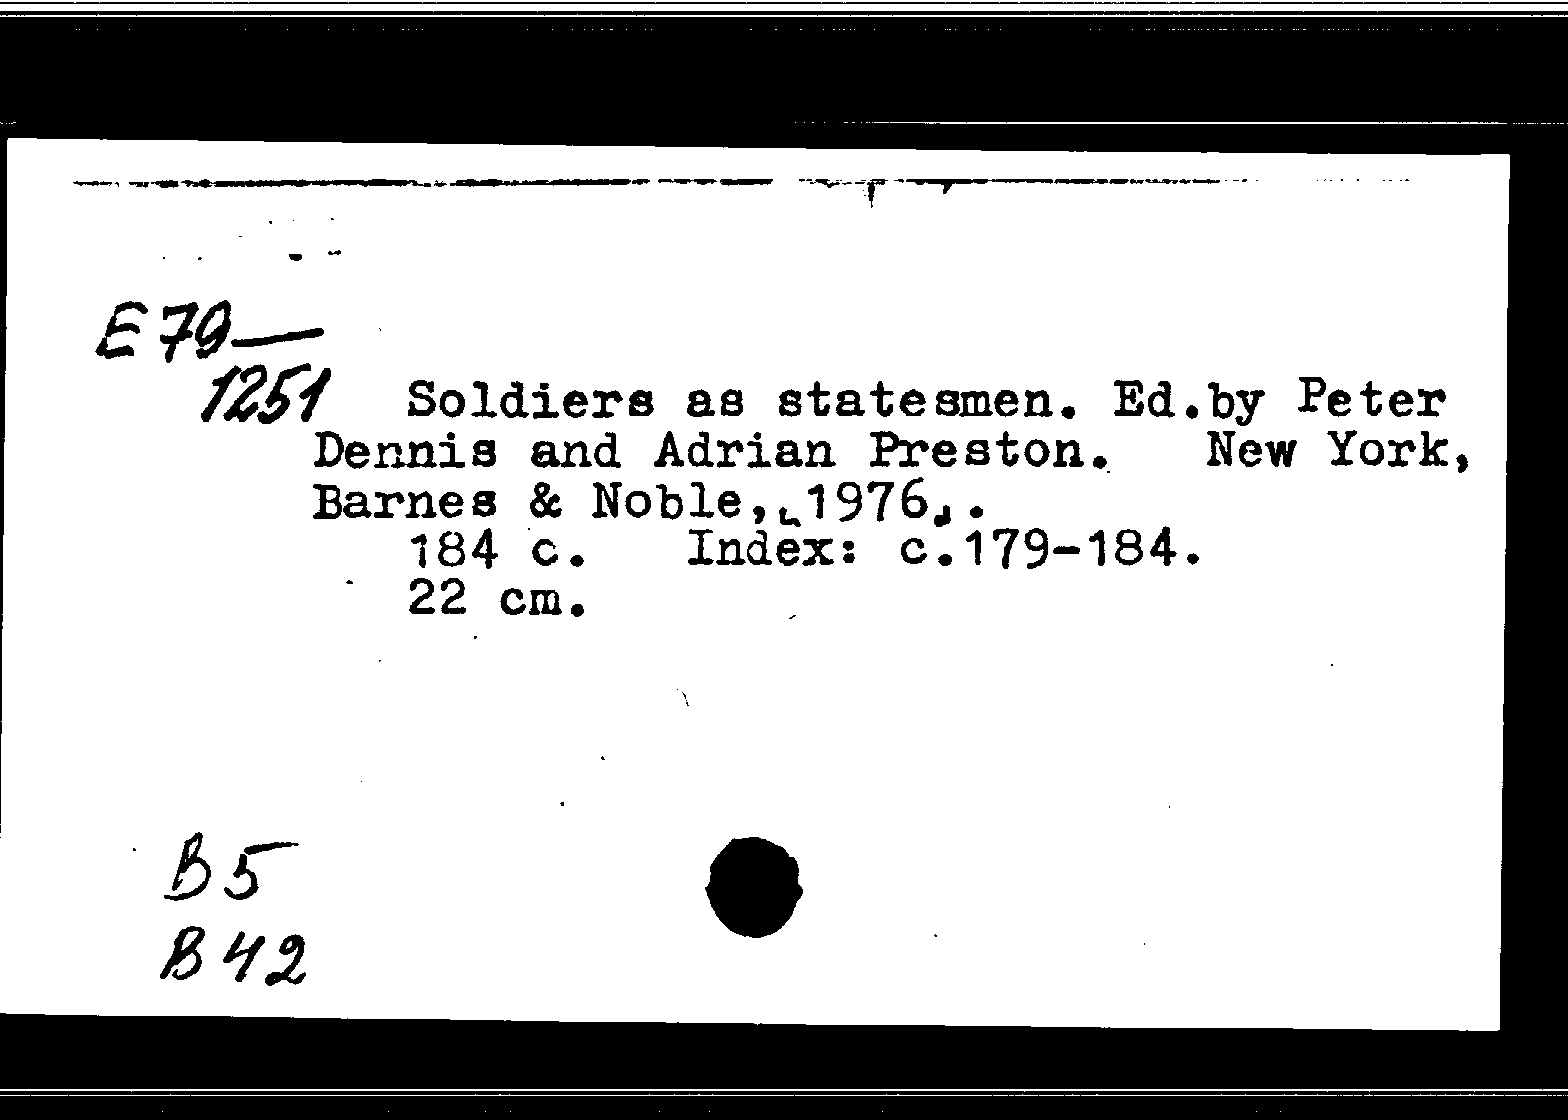 E79—
1251 Soldiers as statesmen. Ed.by Peter
Dennis and Adrian Preston. New York,
Barnes & Noble, [1976].
184 c. Index: c.179-184.
22 cm.
B5
B42